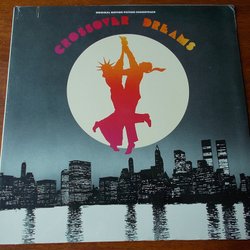 ORIGINAL MOTION PICTURE SOUNDTRACK
CROSSOVER DREAMS